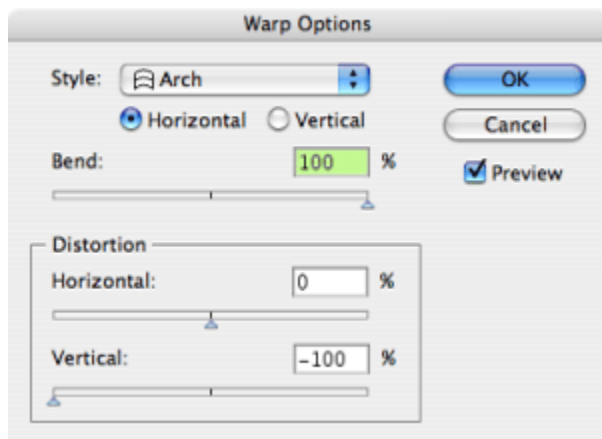 Warp Options
Style: Arch
OK
Horizontal Vertical
Cancel
Bend: 100 %
Preview
Distortion
Horizontal: 0 %
Vertical: -100 %